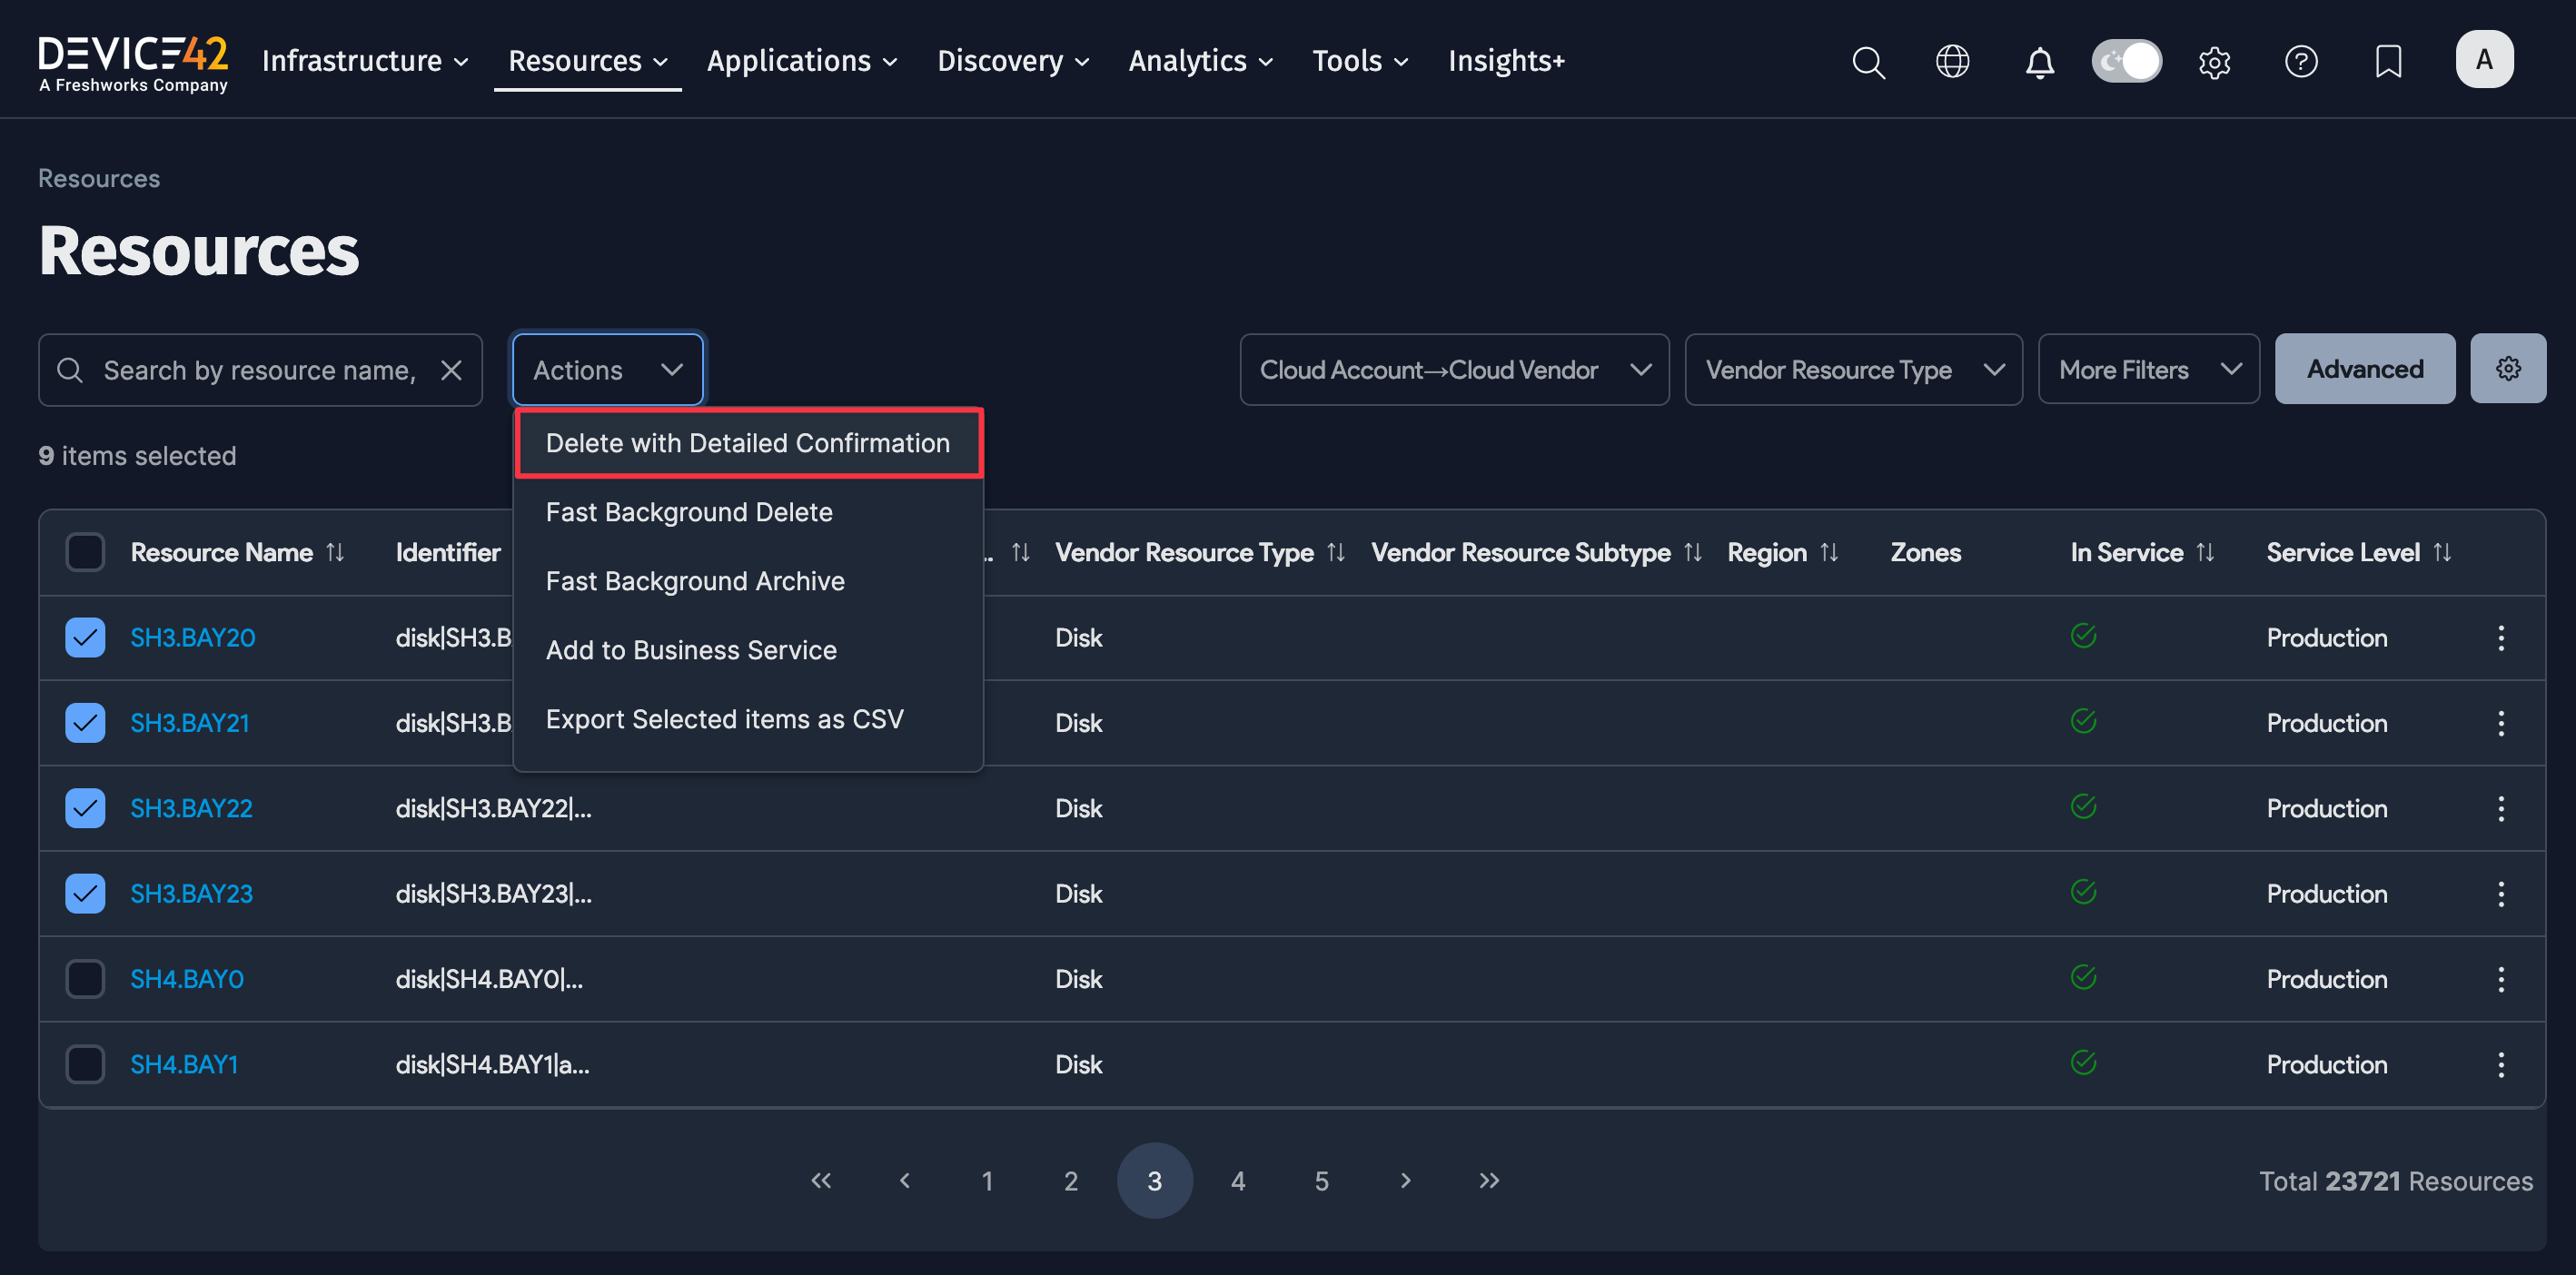 DEVICE42
A Freshworks Company
Infrastructure Resources Applications Discovery Analytics Tools Insights+
A
Resources
Resources
Search by resource name,
Actions
Cloud Account→Cloud Vendor
Vendor Resource Type
More Filters
Advanced
Delete with Detailed Confirmation
Fast Background Delete
Fast Background Archive
Add to Business Service
Export Selected items as CSV
9 items selected
Resource Name Identifier .. Vendor Resource Type Vendor Resource Subtype Region Zones In Service Service Level
SH3.BAY20 disk|SH3.B Disk Production
SH3.BAY21 disk|SH3.B Disk Production
SH3.BAY22 disk|SH3.BAY22|... Disk Production
SH3.BAY23 disk|SH3.BAY23|... Disk Production
SH4.BAY0 disk|SH4.BAY0|... Disk Production
SH4.BAY1 disk|SH4.BAY1|a... Disk Production
« ‹ 1 2 3 4 5 › »
Total 23721 Resources